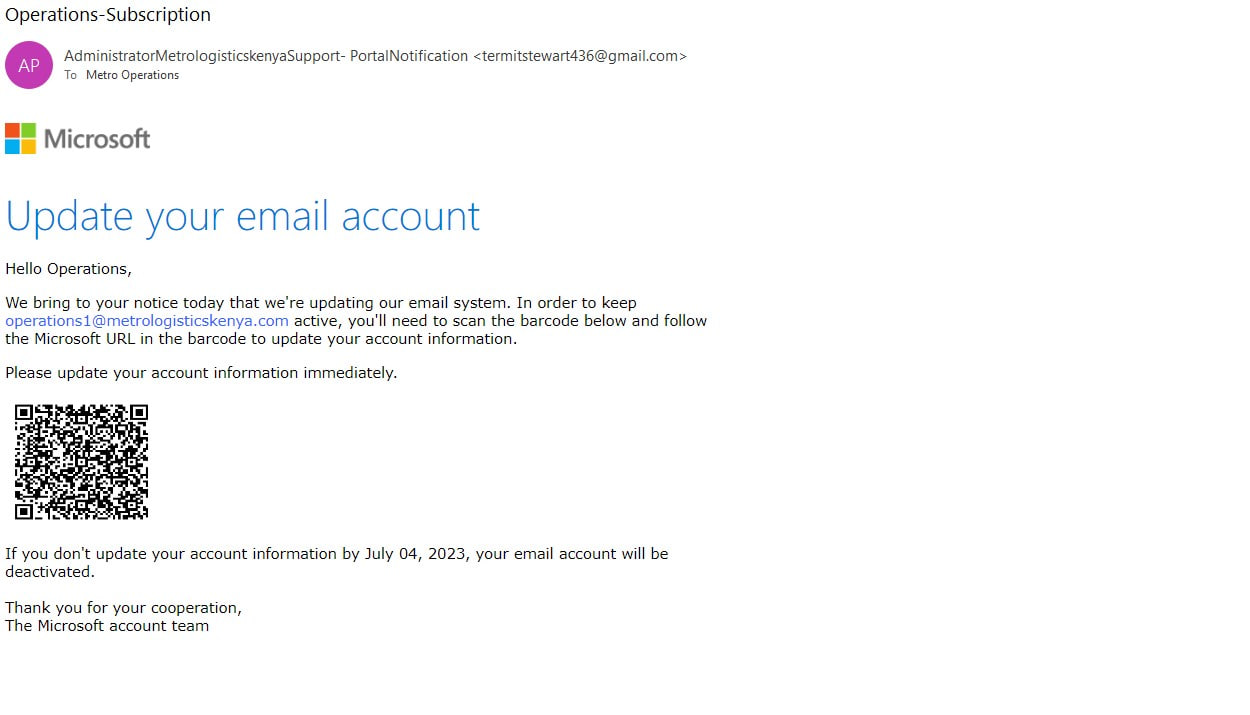 Operations-Subscription
AP
AdministratorMetrologisticskenyaSupport- PortalNotification <termitstewart436@gmail.com>
To Metro Operations
Microsoft
Update your email account
Hello Operations,
We bring to your notice today that we're updating our email system. In order to keep
operations1@metrologisticskenya.com active, you'll need to scan the barcode below and follow
the Microsoft URL in the barcode to update your account information.
Please update your account information immediately.
If you don't update your account information by July 04, 2023, your email account will be
deactivated.
Thank you for your cooperation,
The Microsoft account team